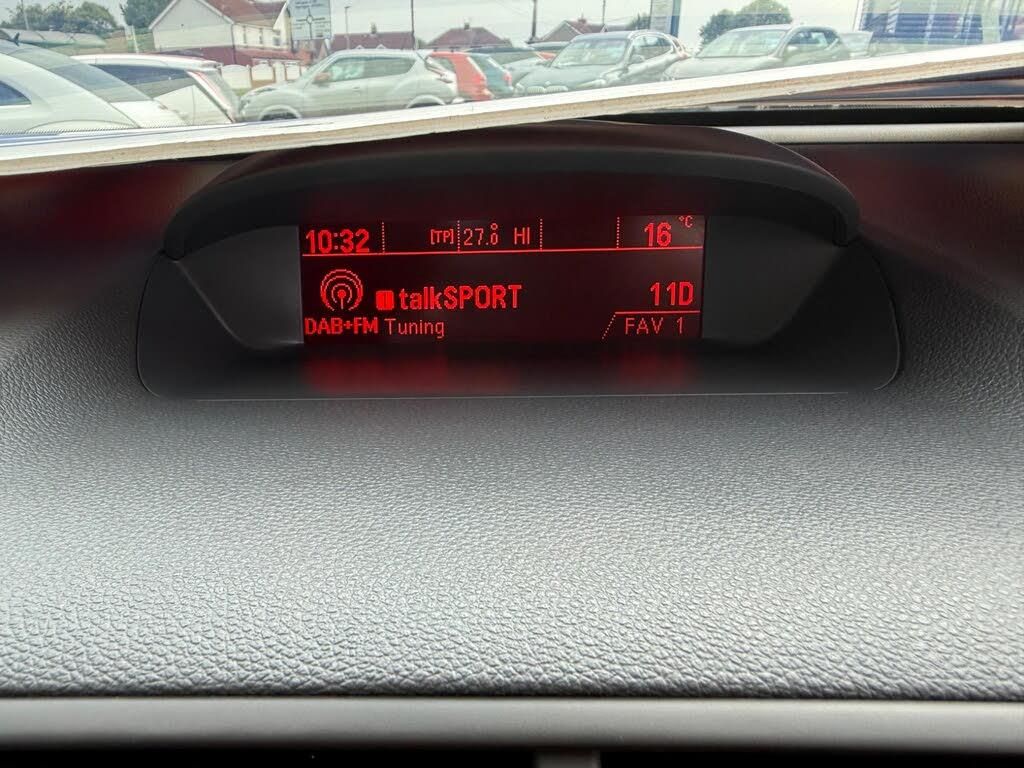 10:32 [TP] 27.0 HI 16 °C
talkSPORT 11D
DAB+FM Tuning FAV 1